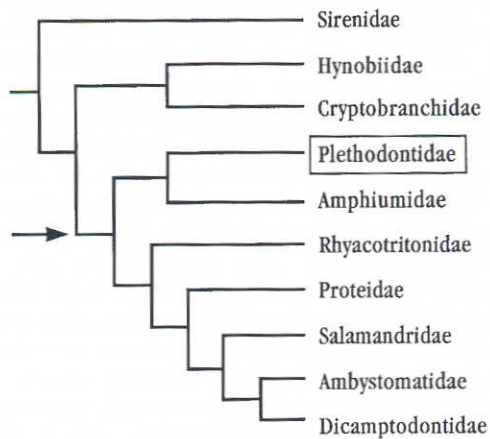 Sirenidae
Hynobiidae
Cryptobranchidae
Plethodontidae
Amphiumidae
Rhyacotritonidae
Proteidae
Salamandridae
Ambystomatidae
Dicamptodontidae